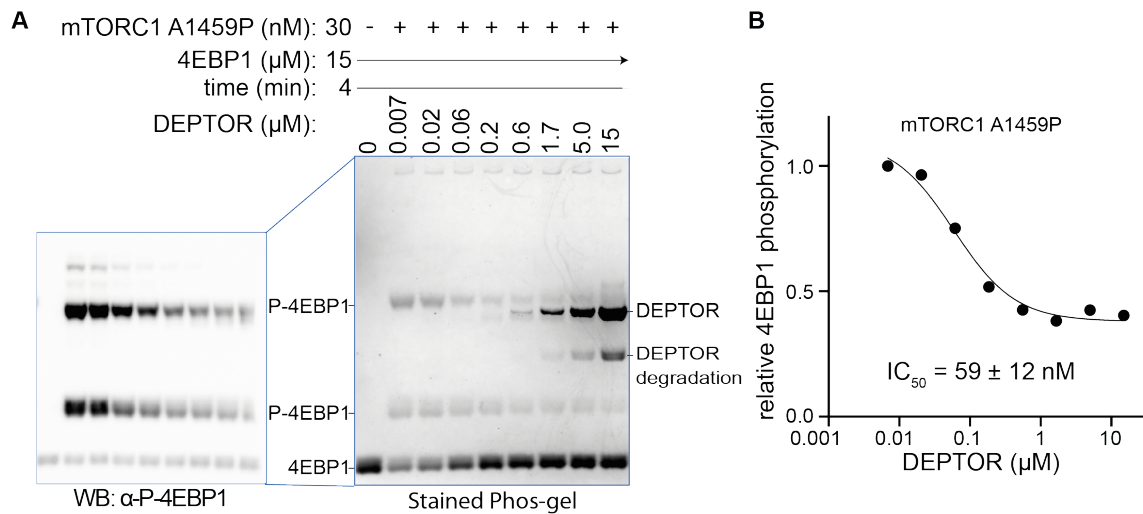 A
mTORC1 A1459P (nM): 30 - + + + + + + + +
4EBP1 (μM): 15
time (min): 4
DEPTOR (μM): 0 0.007 0.02 0.06 0.2 0.6 1.7 5.0 15
P-4EBP1
DEPTOR
DEPTOR
degradation
P-4EBP1
4EBP1
WB: α-P-4EBP1
Stained Phos-gel
B
relative 4EBP1 phosphorylation
mTORC1 A1459P
1.0
0.5
0.0
IC50 = 59 ± 12 nM
0.001 0.01 0.1 1 10
DEPTOR (μM)